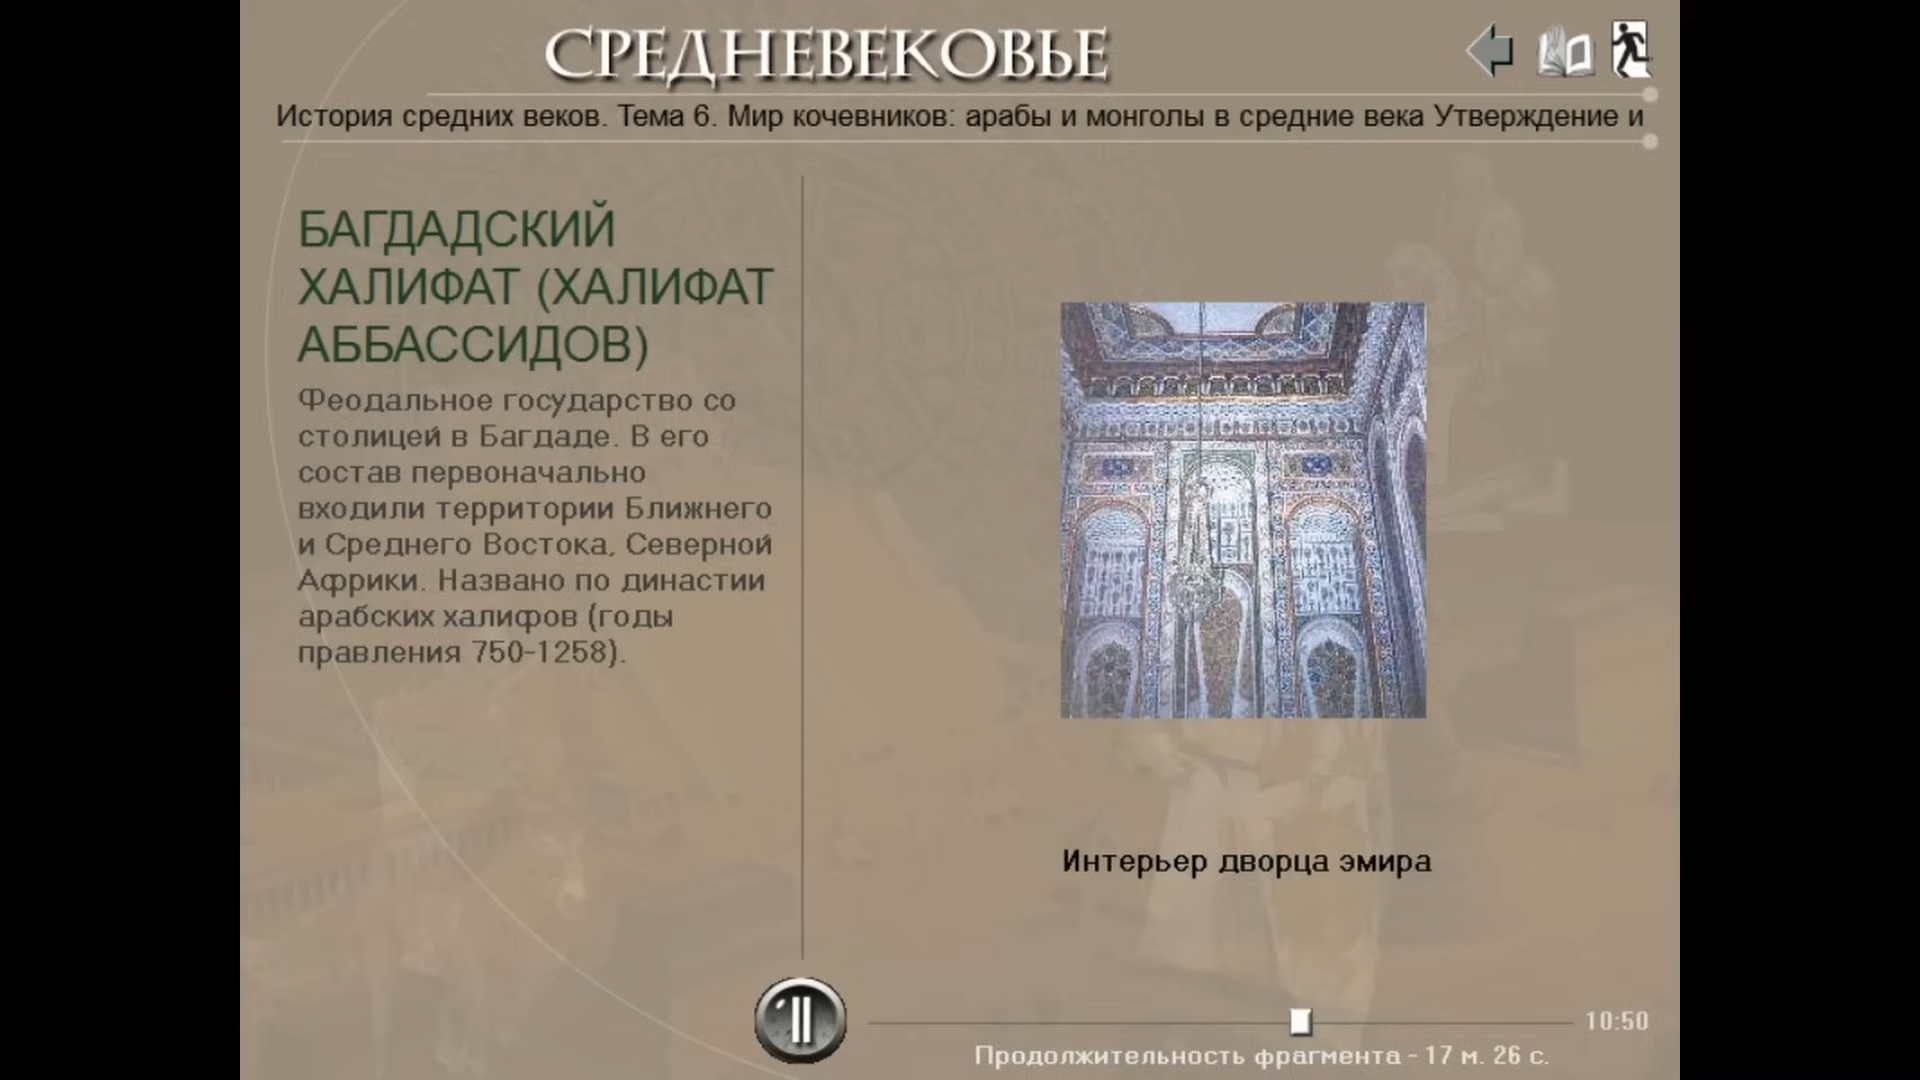 СРЕДНЕВЕКОВЬЕ
История средних веков. Тема 6. Мир кочевников: арабы и монголы в средние века Утверждение и
БАГДАДСКИЙ
ХАЛИФАТ (ХАЛИФАТ
АББАССИДОВ)
Феодальное государство со
столицей в Багдаде. В его
состав первоначально
входили территории Ближнего
и Среднего Востока, Северной
Африки. Названо по династии
арабских халифов (годы
правления 750-1258).
Интерьер дворца эмира
10:50
Продолжительность фрагмента - 17 м. 26 с.